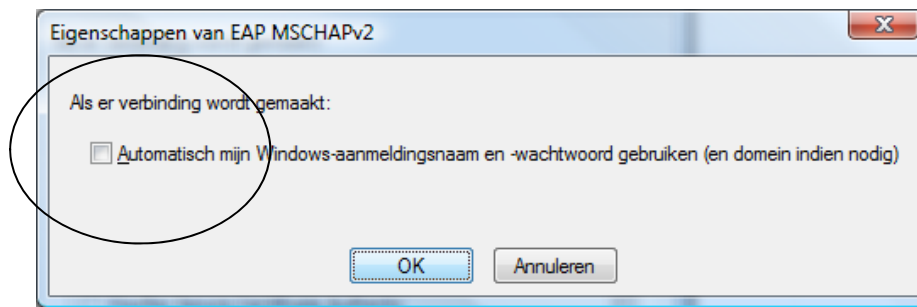 Eigenschappen van EAP MSCHAPv2
Als er verbinding wordt gemaakt:
Automatisch mijn Windows-aanmeldingsnaam en -wachtwoord gebruiken (en domein indien nodig)
OK
Annuleren